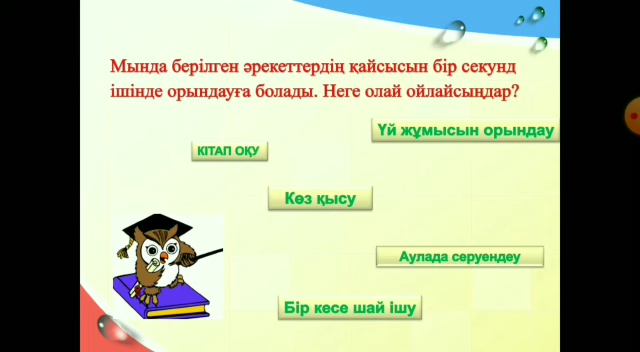 Мында берілген әрекеттердің қайсысын бір секунд
ішінде орындауға болады. Неге олай ойлайсыңдар?
Үй жұмысын орындау
КІТАП ОҚУ
Көз қысу
Аулада серуендеу
Бір кесе шай ішу